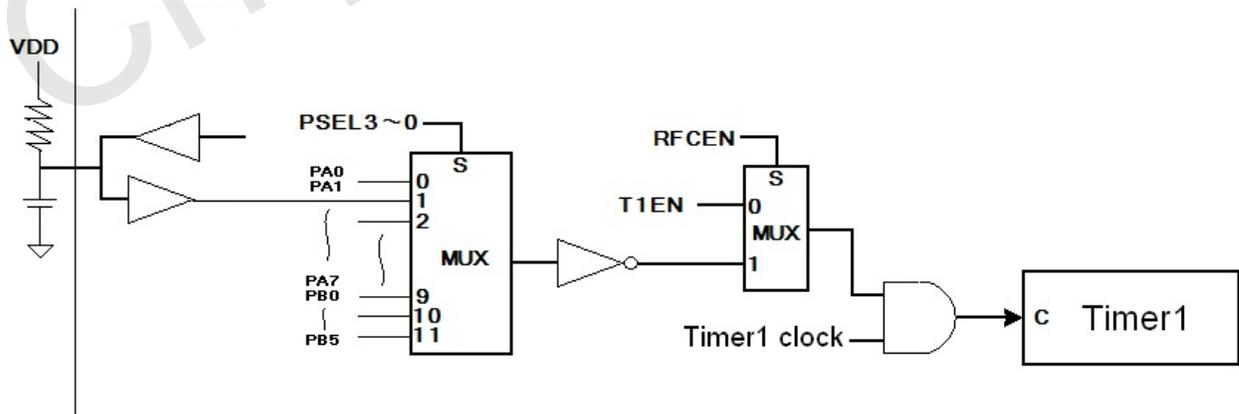 VDD
PSEL3~0
S
PA0
PA1
0
1
2
MUX
PA7
PB0
9
10
PB5
11
RFCEN
S
T1EN
0
MUX
1
Timer1 clock
C Timer1